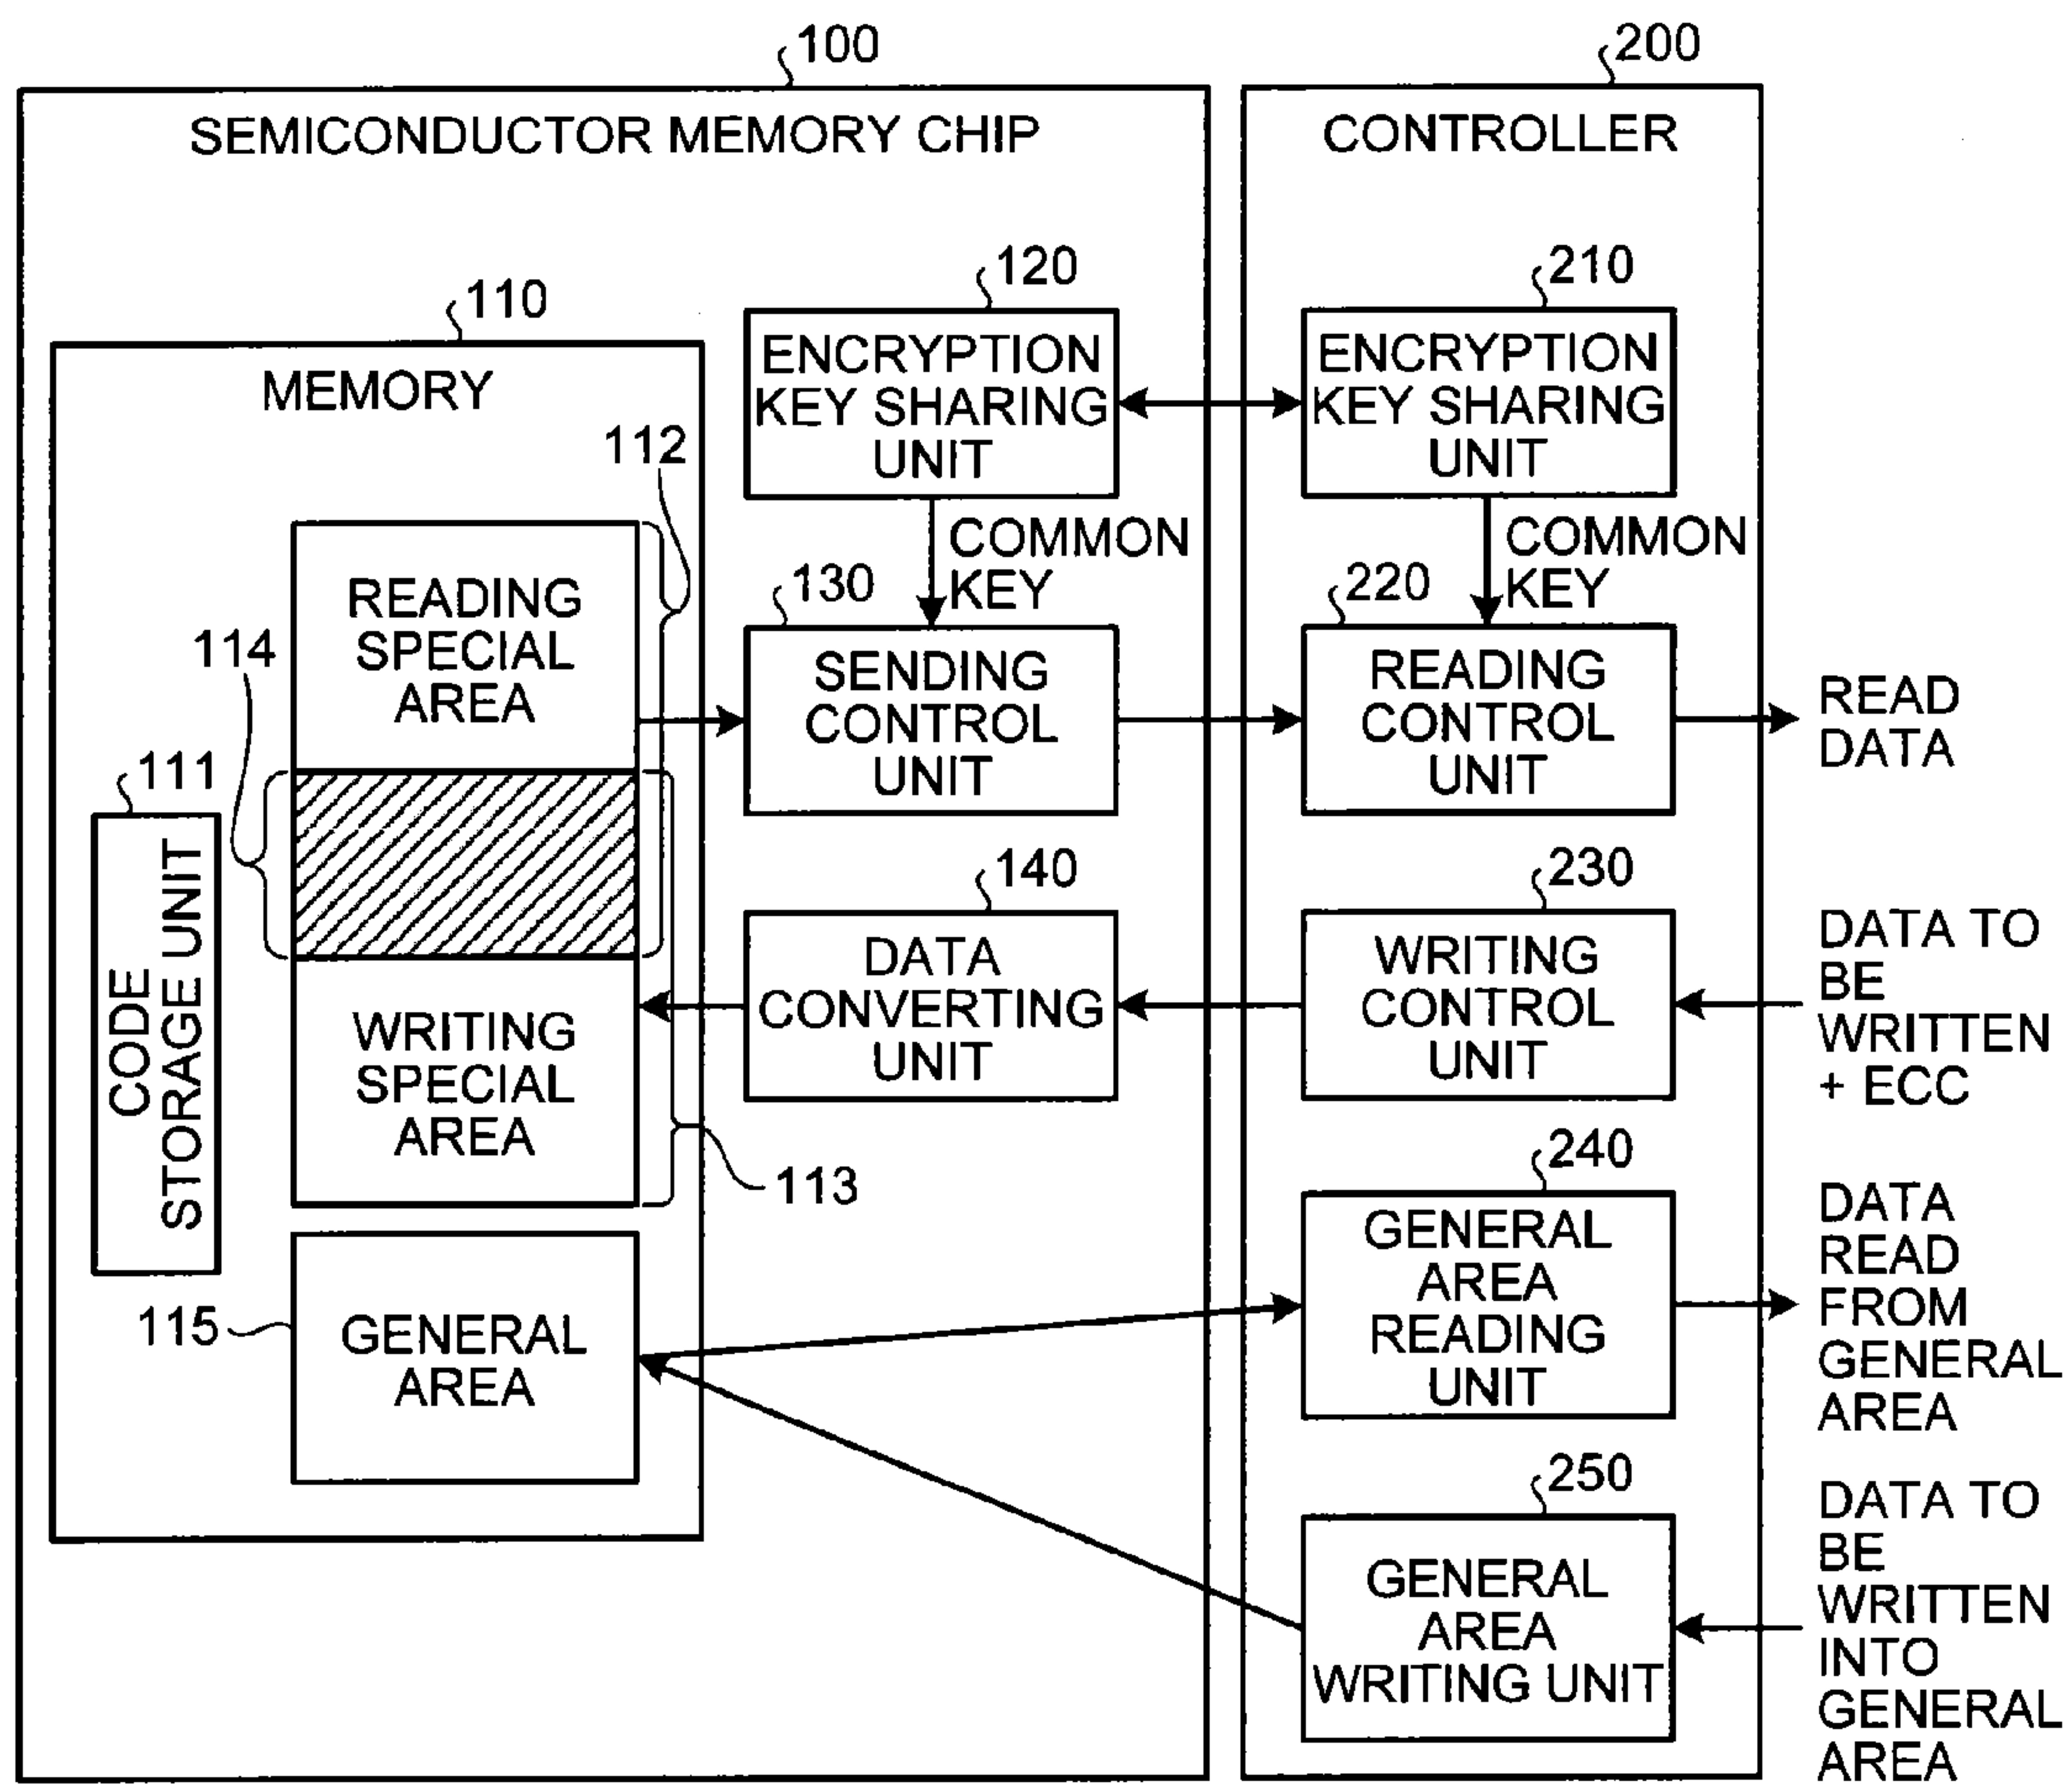 100
200
SEMICONDUCTOR MEMORY CHIP
CONTROLLER
110
MEMORY
120
ENCRYPTION
KEY SHARING
UNIT
210
ENCRYPTION
KEY SHARING
UNIT
112
COMMON
KEY
COMMON
KEY
READING
SPECIAL
AREA
114
130
SENDING
CONTROL
UNIT
220
READING
CONTROL
UNIT
READ
DATA
111
CODE
STORAGE UNIT
140
DATA
CONVERTING
UNIT
230
WRITING
CONTROL
UNIT
DATA TO
BE
WRITTEN
+ ECC
WRITING
SPECIAL
AREA
113
115
GENERAL
AREA
240
GENERAL
AREA
READING
UNIT
DATA
READ
FROM
GENERAL
AREA
250
GENERAL
AREA
WRITING UNIT
DATA TO
BE
WRITTEN
INTO
GENERAL
AREA